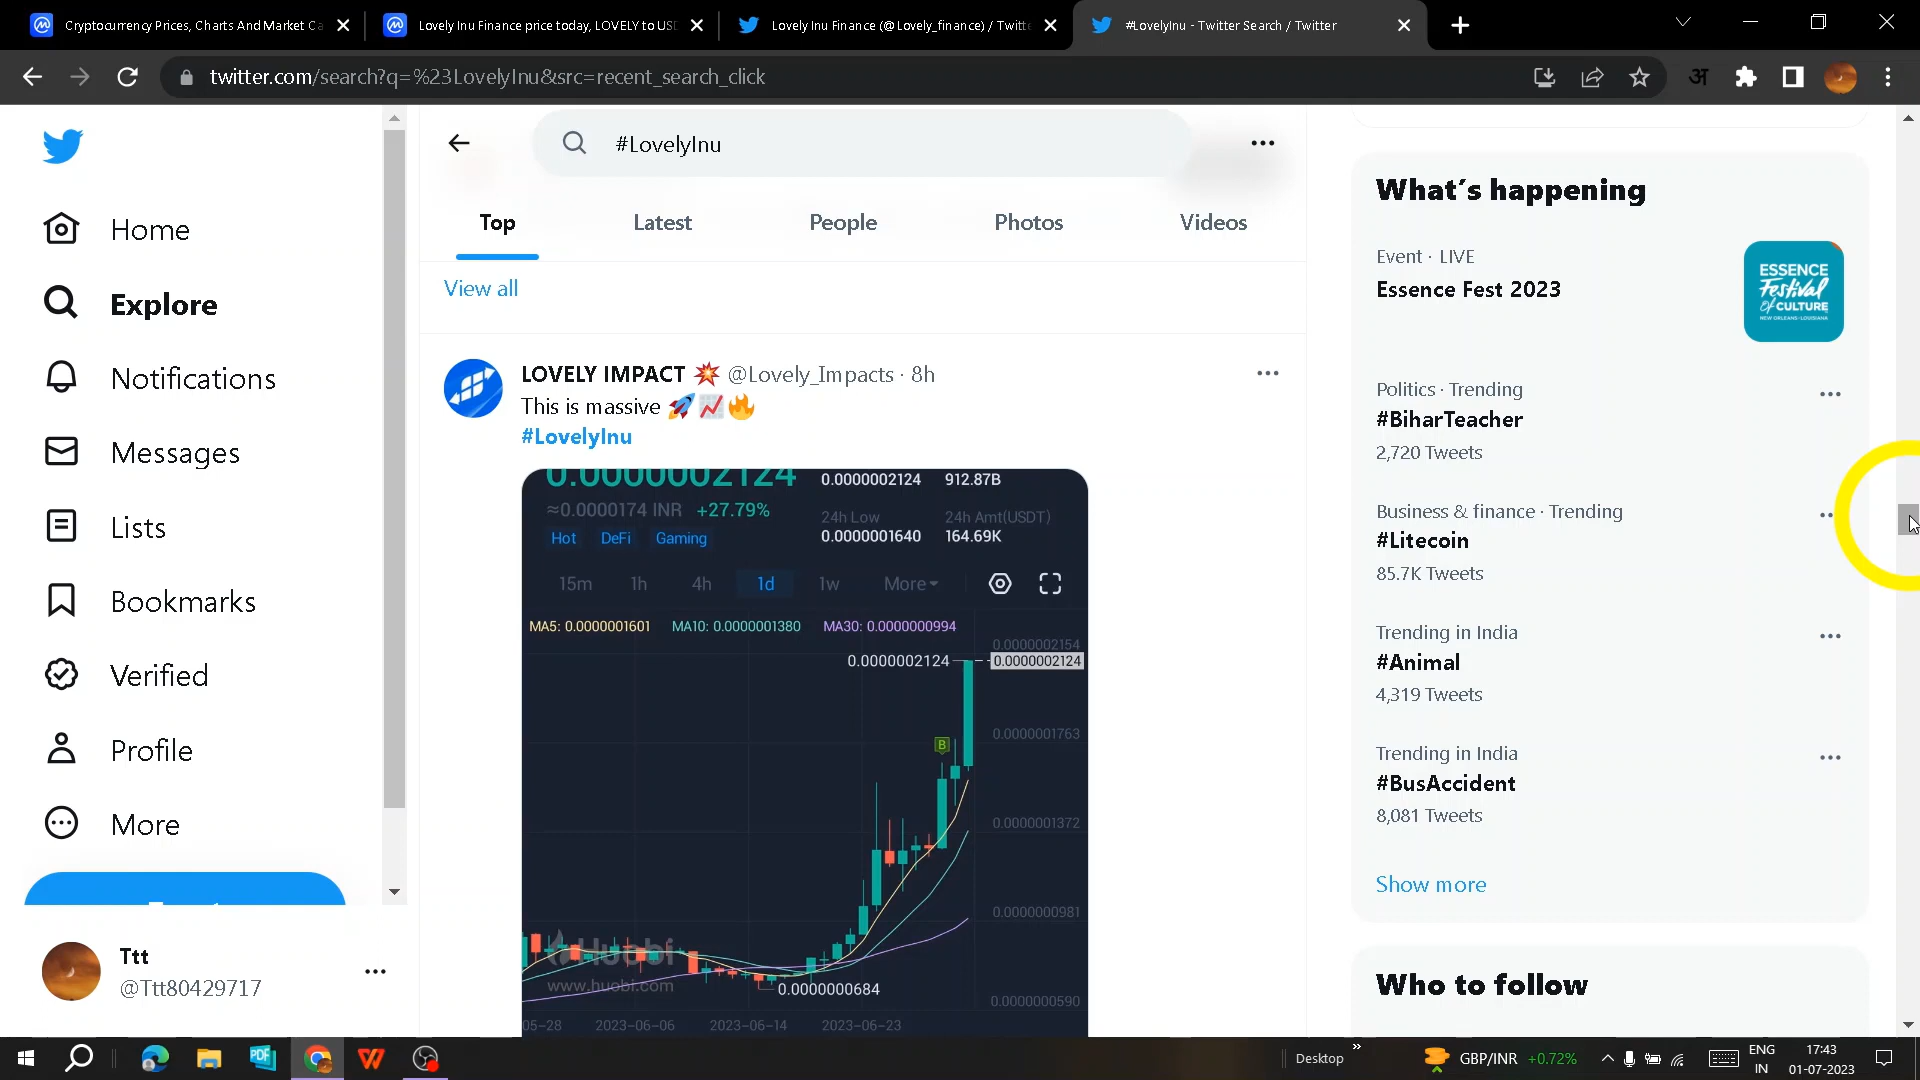 Cryptocurrency Prices, Charts And Market Ca
Lovely Inu Finance price today, LOVELY to USD
Lovely Inu Finance (@Lovely_finance) / Twitte
#LovelyInu - Twitter Search / Twitter
twitter.com/search?q=%23LovelyInu&src=recent_search_click
अ
Home
Explore
Notifications
Messages
Lists
Bookmarks
Verified
Profile
More
Ttt
@Ttt80429717
#LovelyInu
Top
Latest
People
Photos
Videos
View all
LOVELY IMPACT 💥 @Lovely_Impacts · 8h
This is massive 🚀📈🔥
#LovelyInu
0.0000002124
0.0000002124
912.87B
≈0.0000174 INR +27.79%
24h Low
24h Amt(USDT)
0.0000001640
164.69K
Hot
DeFi
Gaming
15m
1h
4h
1d
1w
More
MA5: 0.0000001601
MA10: 0.0000001380
MA30: 0.0000000994
0.0000002154
0.0000002124
0.0000002124
B
0.0000001763
0.0000001372
0.0000000981
Huobi
www.huobi.com
0.0000000684
0.0000000590
05-28
2023-06-06
2023-06-14
2023-06-23
What's happening
Event · LIVE
Essence Fest 2023
ESSENCE
Festival
OF CULTURE
NEW ORLEANS·LOUISIANA
Politics · Trending
#BiharTeacher
2,720 Tweets
Business & finance · Trending
#Litecoin
85.7K Tweets
Trending in India
#Animal
4,319 Tweets
Trending in India
#BusAccident
8,081 Tweets
Show more
Who to follow
PDF
W
Desktop
»
GBP/INR +0.72%
ENG
IN
17:43
01-07-2023